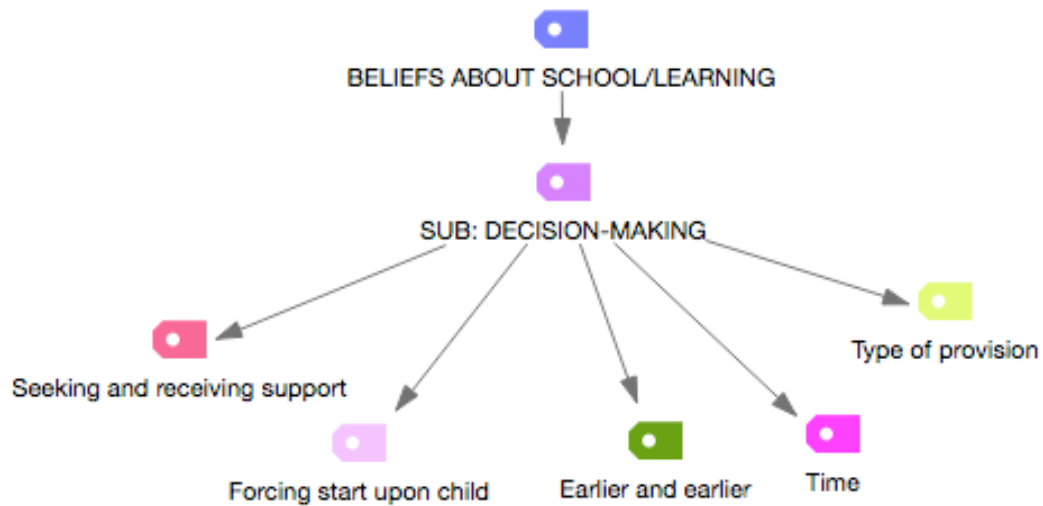 BELIEFS ABOUT SCHOOL/LEARNING
SUB: DECISION-MAKING
Type of provision
Seeking and receiving support
Forcing start upon child
Earlier and earlier
Time